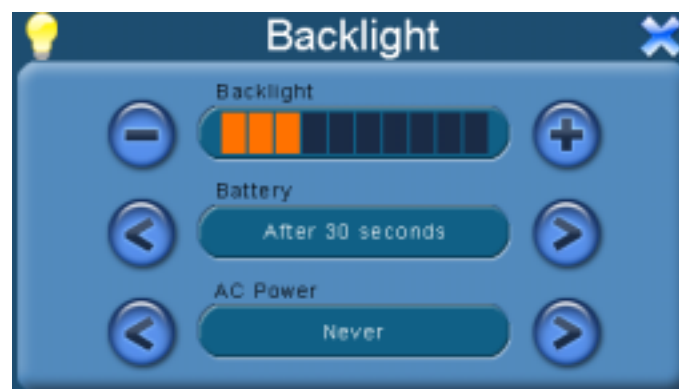 Backlight
Backlight
Battery
After 30 seconds
AC Power
Never